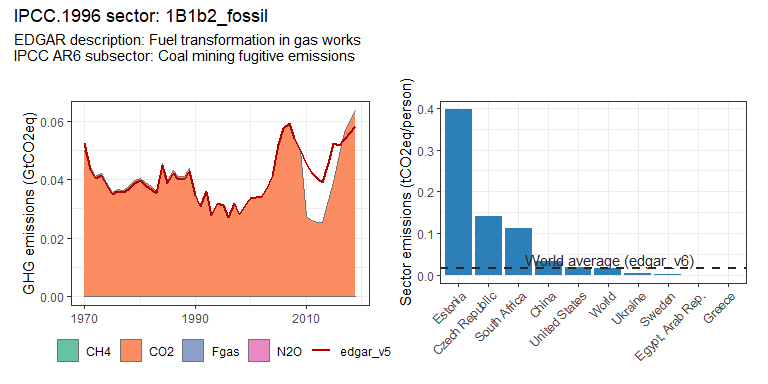 IPCC.1996 sector: 1B1b2_fossil
EDGAR description: Fuel transformation in gas works
IPCC AR6 subsector: Coal mining fugitive emissions
GHG emissions (GtCO2eq)
0.06
0.04
0.02
0.00
1970
1990
2010
CH4
CO2
Fgas
N2O
edgar_v5
Sector emissions (tCO2eq/person)
0.4
0.3
0.2
0.1
0.0
World average (edgar_v6)
Estonia
Czech Republic
South Africa
China
United States
World
Ukraine
Sweden
Egypt, Arab Rep.
Greece